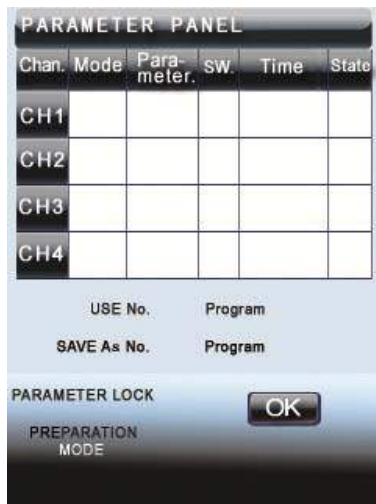 PARAMETER PANEL
Chan. Mode Para-meter. SW. Time State
CH1
CH2
CH3
CH4
USE No. Program
SAVE As No. Program
PARAMETER LOCK
OK
PREPARATION
MODE